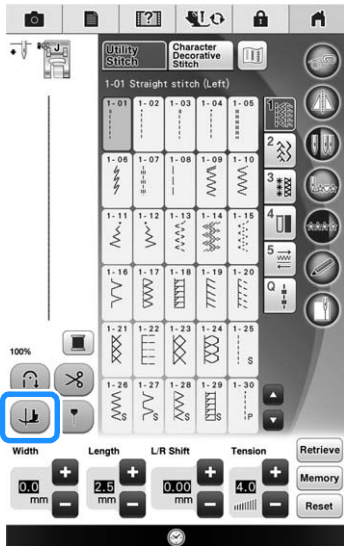 [?]
J
Utility Stitch
Character Decorative Stitch
1-01 Straight stitch (Left)
1-01 1-02 1-03 1-04 1-05
1-06 1-07 1-08 1-09 1-10
1-11 1-12 1-13 1-14 1-15
1-16 1-17 1-18 1-19 1-20
1-21 1-22 1-23 1-24 1-25
S
1-26 1-27 1-28 1-29 1-30
S S S S P
1
2
3
4
5
Q
100%
Width Length L/R Shift Tension
0.0 mm 2.5 mm 0.00 mm 4.0
+ + + +
− − − −
Retrieve
Memory
Reset